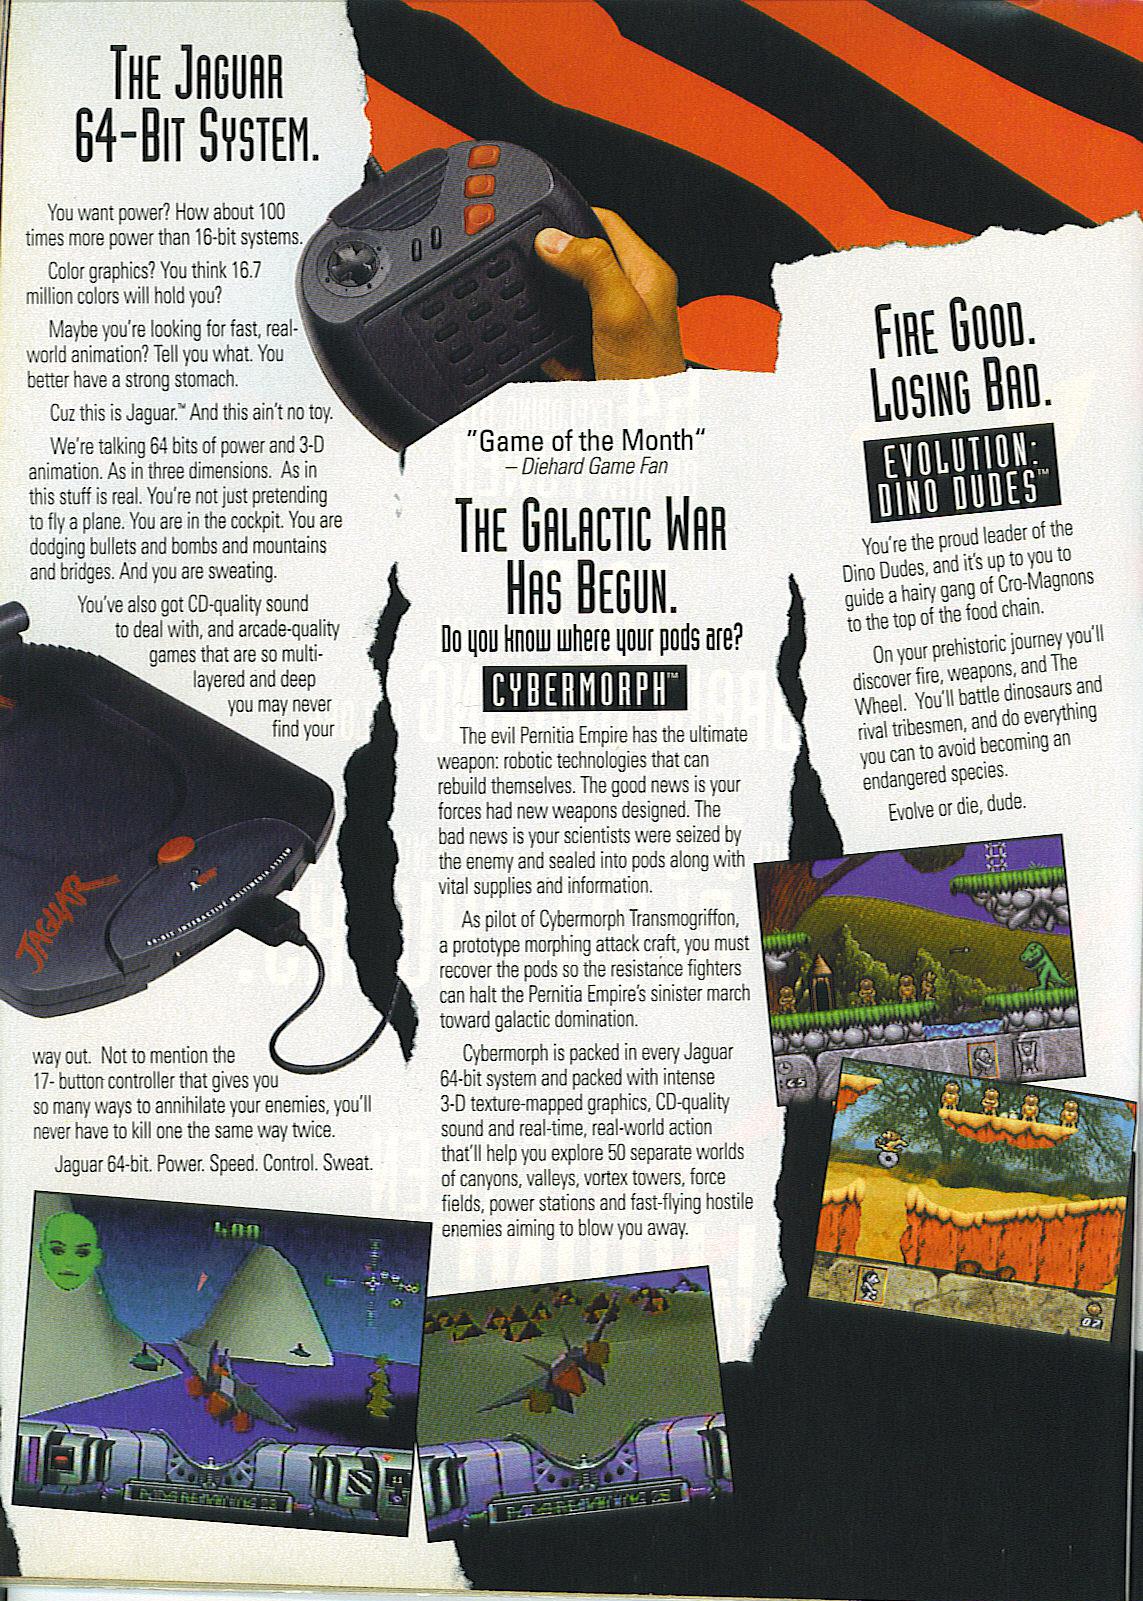 THE JAGUAR
64-BIT SYSTEM.
You want power? How about 100
times more power than 16-bit systems.
Color graphics? You think 16.7
million colors will hold you?
Maybe you're looking for fast, real-
world animation? Tell you what. You
better have a strong stomach.
Cuz this is Jaguar.™ And this ain't no toy.
We're talking 64 bits of power and 3-D
animation. As in three dimensions. As in
this stuff is real. You're not just pretending
to fly a plane. You are in the cockpit. You are
dodging bullets and bombs and mountains
and bridges. And you are sweating.
You've also got CD-quality sound
to deal with, and arcade-quality
games that are so multi-
layered and deep
you may never
find your
JAGUAR
64-BIT INTERACTIVE MULTIMEDIA SYSTEM
way out. Not to mention the
17- button controller that gives you
so many ways to annihilate your enemies, you'll
never have to kill one the same way twice.
Jaguar 64-bit. Power. Speed. Control. Sweat.
"Game of the Month"
– Diehard Game Fan
THE GALACTIC WAR
HAS BEGUN.
Do you know where your pods are?
CYBERMORPH™
The evil Pernitia Empire has the ultimate
weapon: robotic technologies that can
rebuild themselves. The good news is your
forces had new weapons designed. The
bad news is your scientists were seized by
the enemy and sealed into pods along with
vital supplies and information.
As pilot of Cybermorph Transmogriffon,
a prototype morphing attack craft, you must
recover the pods so the resistance fighters
can halt the Pernitia Empire's sinister march
toward galactic domination.
Cybermorph is packed in every Jaguar
64-bit system and packed with intense
3-D texture-mapped graphics, CD-quality
sound and real-time, real-world action
that'll help you explore 50 separate worlds
of canyons, valleys, vortex towers, force
fields, power stations and fast-flying hostile
enemies aiming to blow you away.
FIRE GOOD.
LOSING BAD.
EVOLUTION:
DINO DUDES™
You're the proud leader of the
Dino Dudes, and it's up to you to
guide a hairy gang of Cro-Magnons
to the top of the food chain.
On your prehistoric journey you'll
discover fire, weapons, and The
Wheel. You'll battle dinosaurs and
rival tribesmen, and do everything
you can to avoid becoming an
endangered species.
Evolve or die, dude.
:45
07
PODS REMAINING
PODS REMAINING